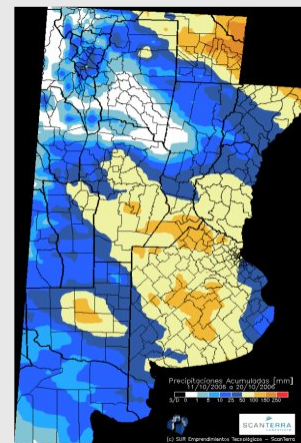 Precipitaciones Acumuladas [mm]
11/10/2006 a 20/10/2006
S/D 0 1 5 10 25 50 100 150 250
SCANTERRA
(c) SUR Emprendimientos Tecnológicos - ScanTerra